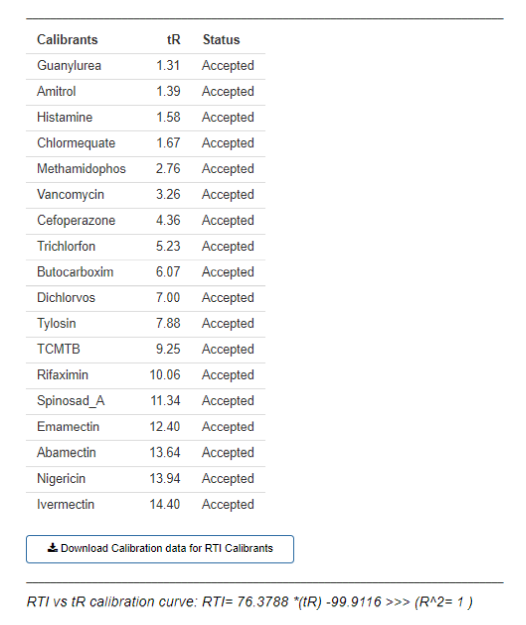 Calibrants tR Status
Guanylurea 1.31 Accepted
Amitrol 1.39 Accepted
Histamine 1.58 Accepted
Chlormequate 1.67 Accepted
Methamidophos 2.76 Accepted
Vancomycin 3.26 Accepted
Cefoperazone 4.36 Accepted
Trichlorfon 5.23 Accepted
Butocarboxim 6.07 Accepted
Dichlorvos 7.00 Accepted
Tylosin 7.88 Accepted
TCMTB 9.25 Accepted
Rifaximin 10.06 Accepted
Spinosad_A 11.34 Accepted
Emamectin 12.40 Accepted
Abamectin 13.64 Accepted
Nigericin 13.94 Accepted
Ivermectin 14.40 Accepted
Download Calibration data for RTI Calibrants
RTI vs tR calibration curve: RTI= 76.3788 *(tR) -99.9116 >>> (R^2= 1 )